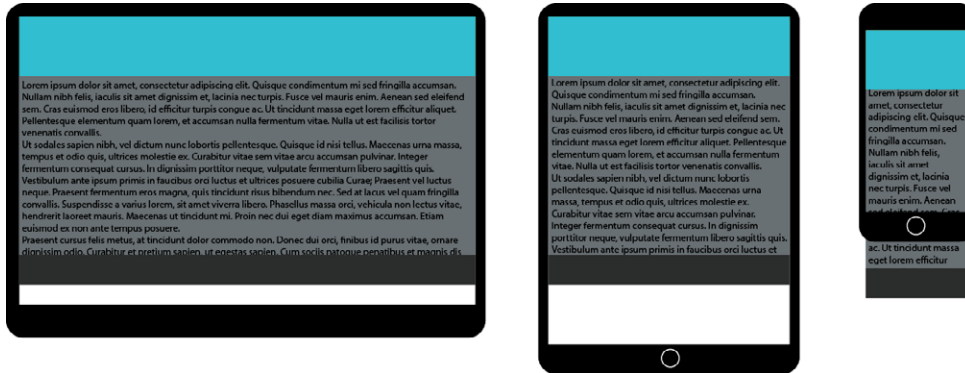 Lorem ipsum dolor sit amet, consectetur adipiscing elit. Quisque condimentum mi sed fringilla accumsan.
Nullam nibh felis, iaculis sit amet dignissim et, lacinia nec turpis. Fusce vel mauris enim. Aenean sed eleifend
sem. Cras euismod eros libero, id efficitur turpis congue ac. Ut tincidunt massa eget lorem efficitur aliquet.
Pellentesque elementum quam lorem, et accumsan nulla fermentum vitae. Nulla ut est facilisis tortor
venenatis convallis.
Ut sodales sapien nibh, vel dictum nunc lobortis pellentesque. Quisque id nisi tellus. Maecenas urna massa,
tempus et odio quis, ultrices molestie ex. Curabitur vitae sem vitae arcu accumsan pulvinar. Integer
fermentum consequat cursus. In dignissim porttitor neque, vulputate fermentum libero sagittis quis.
Vestibulum ante ipsum primis in faucibus orci luctus et ultrices posuere cubilia Curae; Praesent vel luctus
neque. Praesent fermentum eros magna, quis tincidunt risus bibendum nec. Sed at lacus vel quam fringilla
convallis. Suspendisse a varius lorem, sit amet viverra libero. Phasellus massa orci, vehicula non lectus vitae,
hendrerit laoreet mauris. Maecenas ut tincidunt mi. Proin nec dui eget diam maximus accumsan. Etiam
euismod ex non ante tempus posuere.
Praesent cursus felis metus, at tincidunt dolor commodo non. Donec dui orci, finibus id purus vitae, ornare
dignissim odio. Curabitur et pretium sapien, ut egestas sapien. Cum sociis natoque penatibus et magnis dis
Lorem ipsum dolor sit amet, consectetur adipiscing elit.
Quisque condimentum mi sed fringilla accumsan.
Nullam nibh felis, iaculis sit amet dignissim et, lacinia nec
turpis. Fusce vel mauris enim. Aenean sed eleifend sem.
Cras euismod eros libero, id efficitur turpis congue ac. Ut
tincidunt massa eget lorem efficitur aliquet. Pellentesque
elementum quam lorem, et accumsan nulla fermentum
vitae. Nulla ut est facilisis tortor venenatis convallis.
Ut sodales sapien nibh, vel dictum nunc lobortis
pellentesque. Quisque id nisi tellus. Maecenas urna
massa, tempus et odio quis, ultrices molestie ex.
Curabitur vitae sem vitae arcu accumsan pulvinar.
Integer fermentum consequat cursus. In dignissim
porttitor neque, vulputate fermentum libero sagittis quis.
Vestibulum ante ipsum primis in faucibus orci luctus et
Lorem ipsum dolor sit
amet, consectetur
adipiscing elit. Quisque
condimentum mi sed
fringilla accumsan.
Nullam nibh felis,
iaculis sit amet
dignissim et, lacinia
nec turpis. Fusce vel
mauris enim. Aenean
ac. Ut tincidunt massa
eget lorem efficitur